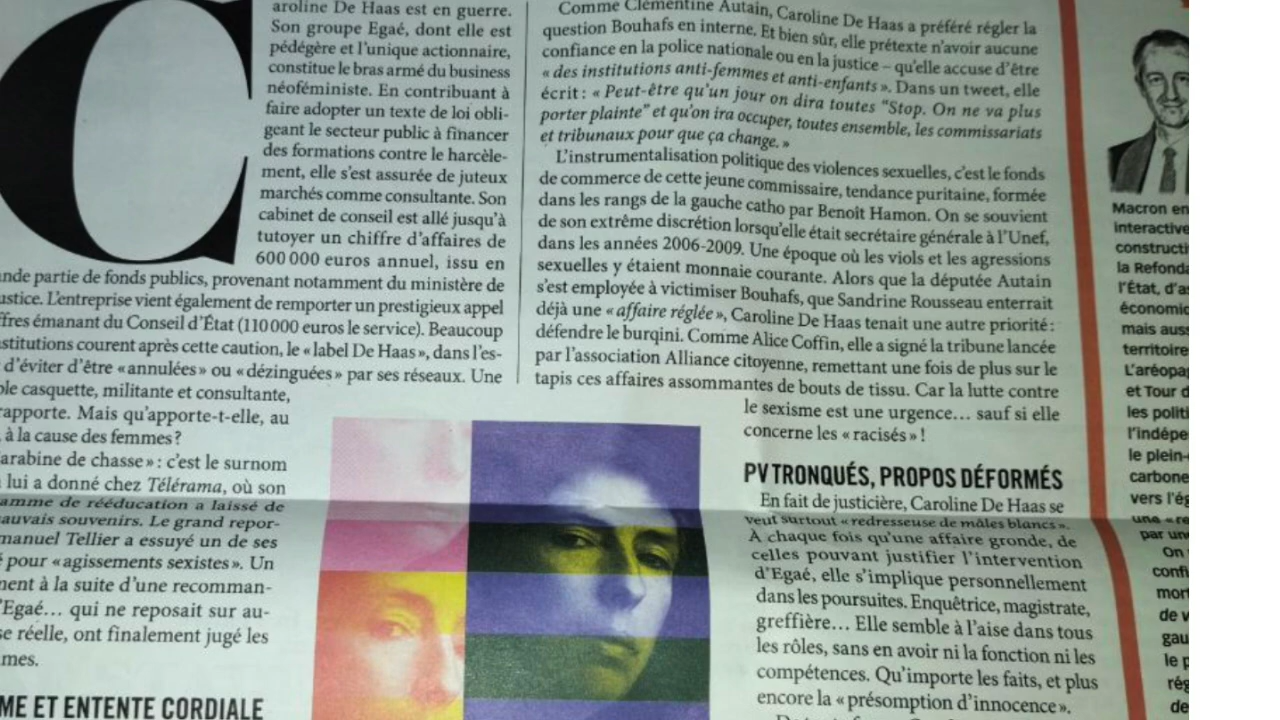 Caroline De Haas est en guerre.
Son groupe Egaé, dont elle est
pédégère et l'unique actionnaire,
constitue le bras armé du business
néoféministe. En contribuant à
faire adopter un texte de loi obli-
geant le secteur public à financer
des formations contre le harcèle-
ment, elle s'est assurée de juteux
marchés comme consultante. Son
cabinet de conseil est allé jusqu'à
tutoyer un chiffre d'affaires de
600 000 euros annuel, issu en
nde partie de fonds publics, provenant notamment du ministère de
ustice. L'entreprise vient également de remporter un prestigieux appel
ffres émanant du Conseil d'État (110 000 euros le service). Beaucoup
stitutions courent après cette caution, le « label De Haas », dans l'es-
d'éviter d'être « annulées » ou « dézinguées » par ses réseaux. Une
ble casquette, militante et consultante,
rapporte. Mais qu'apporte-t-elle, au
, à la cause des femmes ?
arabine de chasse » : c'est le surnom
lui a donné chez Télérama, où son
amme de rééducation a laissé de
auvais souvenirs. Le grand repor-
manuel Tellier a essuyé un de ses
pour « agissements sexistes ». Un
ment à la suite d'une recomman-
'Egaé… qui ne reposait sur au-
se réelle, ont finalement jugé les
mes.
ME ET ENTENTE CORDIALE
Comme Clémentine Autain, Caroline De Haas a préféré régler la
question Bouhafs en interne. Et bien sûr, elle prétexte n'avoir aucune
confiance en la police nationale ou en la justice – qu'elle accuse d'être
« des institutions anti-femmes et anti-enfants ». Dans un tweet, elle
écrit : « Peut-être qu'un jour on dira toutes "Stop. On ne va plus
porter plainte" et qu'on ira occuper, toutes ensemble, les commissariats
et tribunaux pour que ça change. »
L'instrumentalisation politique des violences sexuelles, c'est le fonds
de commerce de cette jeune commissaire, tendance puritaine, formée
dans les rangs de la gauche catho par Benoît Hamon. On se souvient
de son extrême discrétion lorsqu'elle était secrétaire générale à l'Unef,
dans les années 2006-2009. Une époque où les viols et les agressions
sexuelles y étaient monnaie courante. Alors que la députée Autain
s'est employée à victimiser Bouhafs, que Sandrine Rousseau enterrait
déjà une « affaire réglée », Caroline De Haas tenait une autre priorité :
défendre le burqini. Comme Alice Coffin, elle a signé la tribune lancée
par l'association Alliance citoyenne, remettant une fois de plus sur le
tapis ces affaires assommantes de bouts de tissu. Car la lutte contre
le sexisme est une urgence… sauf si elle
concerne les « racisés » !
PV TRONQUÉS, PROPOS DÉFORMÉS
En fait de justicière, Caroline De Haas se
veut surtout « redresseuse de mâles blancs ».
À chaque fois qu'une affaire gronde, de
celles pouvant justifier l'intervention
d'Egaé, elle s'implique personnellement
dans les poursuites. Enquêtrice, magistrate,
greffière… Elle semble à l'aise dans tous
les rôles, sans en avoir ni la fonction ni les
compétences. Qu'importe les faits, et plus
encore la « présomption d'innocence ».
Macron en
interactive
constructi
la Refonda
l'État, d'as
économic
mais auss
territoire
L'aréopa
et Tour d
les politi
l'indépe
le plein-
carbone
vers l'ég
une « re
par un
On
confi
mor
de v
gau
le p
rég
de